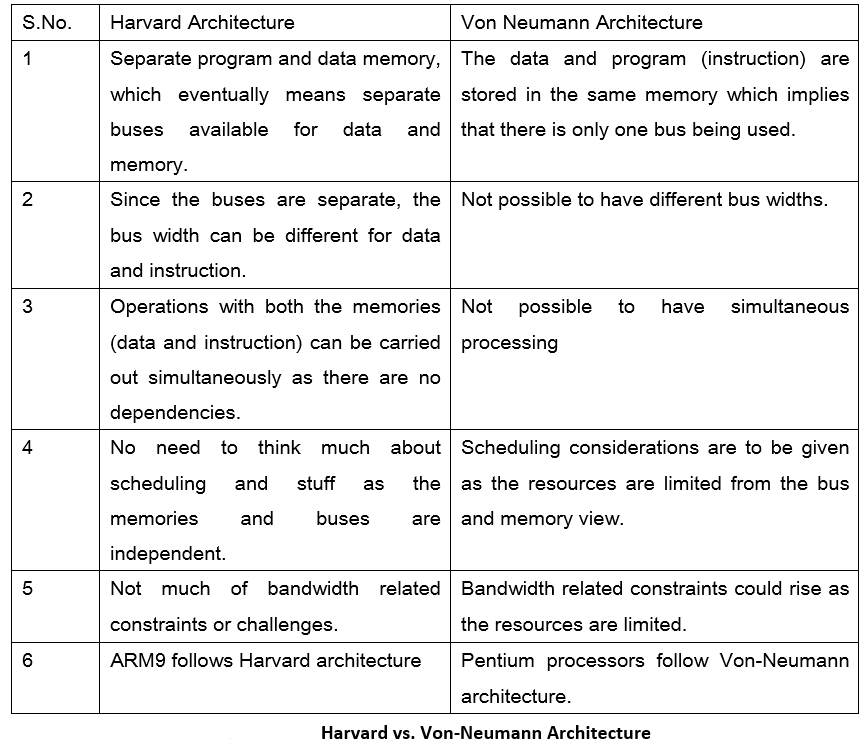 S.No. Harvard Architecture Von Neumann Architecture
1 Separate program and data memory, The data and program (instruction) are
which eventually means separate stored in the same memory which implies
buses available for data and that there is only one bus being used.
memory.
2 Since the buses are separate, the Not possible to have different bus widths.
bus width can be different for data
and instruction.
3 Operations with both the memories Not possible to have simultaneous
(data and instruction) can be carried processing
out simultaneously as there are no
dependencies.
4 No need to think much about Scheduling considerations are to be given
scheduling and stuff as the as the resources are limited from the bus
memories and buses are and memory view.
independent.
5 Not much of bandwidth related Bandwidth related constraints could rise as
constraints or challenges. the resources are limited.
6 ARM9 follows Harvard architecture Pentium processors follow Von-Neumann
architecture.
Harvard vs. Von-Neumann Architecture